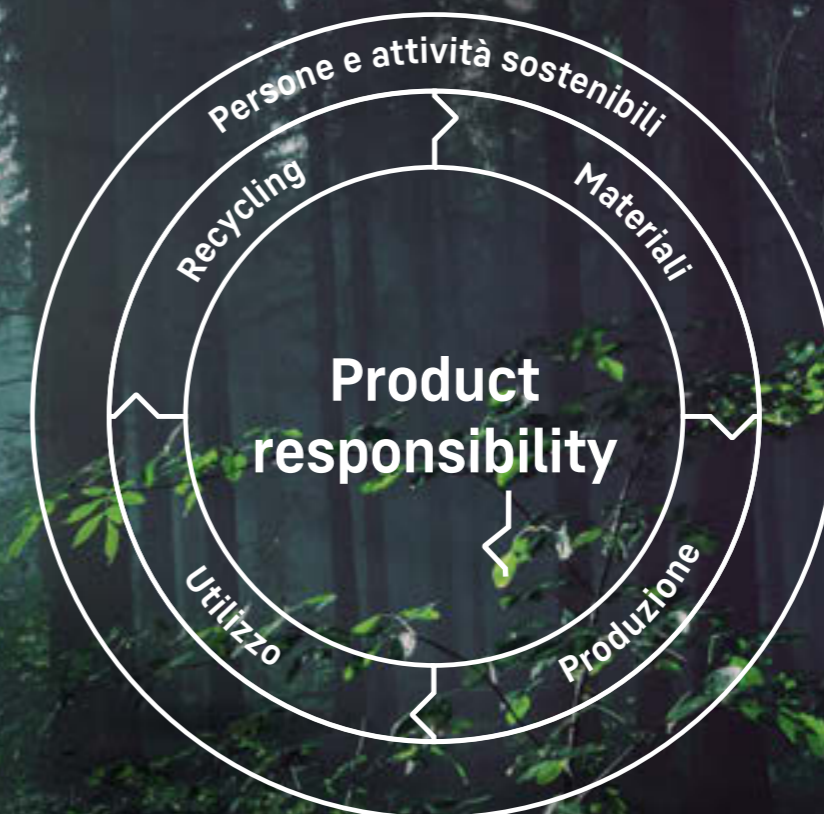 Persone e attività sostenibili
Recycling
Materiali
Product
responsibility
Utilizzo
Produzione